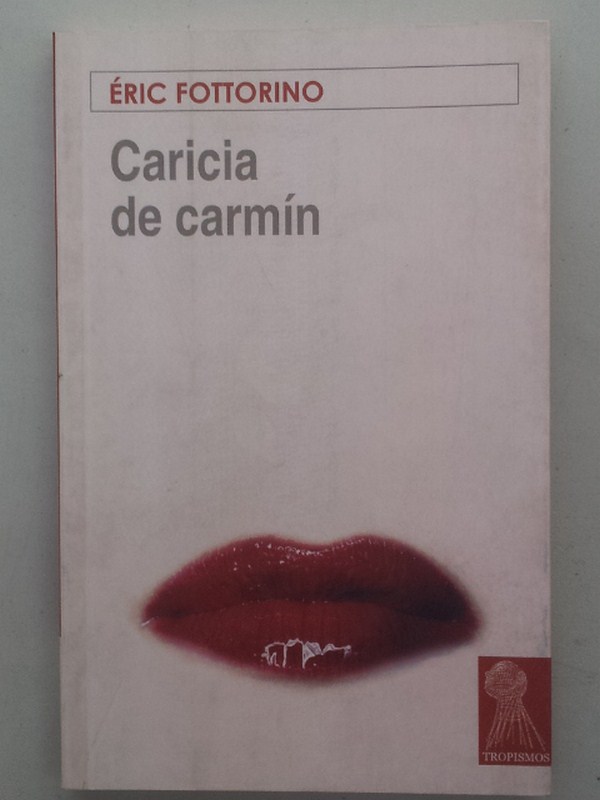 ÉRIC FOTTORINO
Caricia
de carmín
TROPISMOS